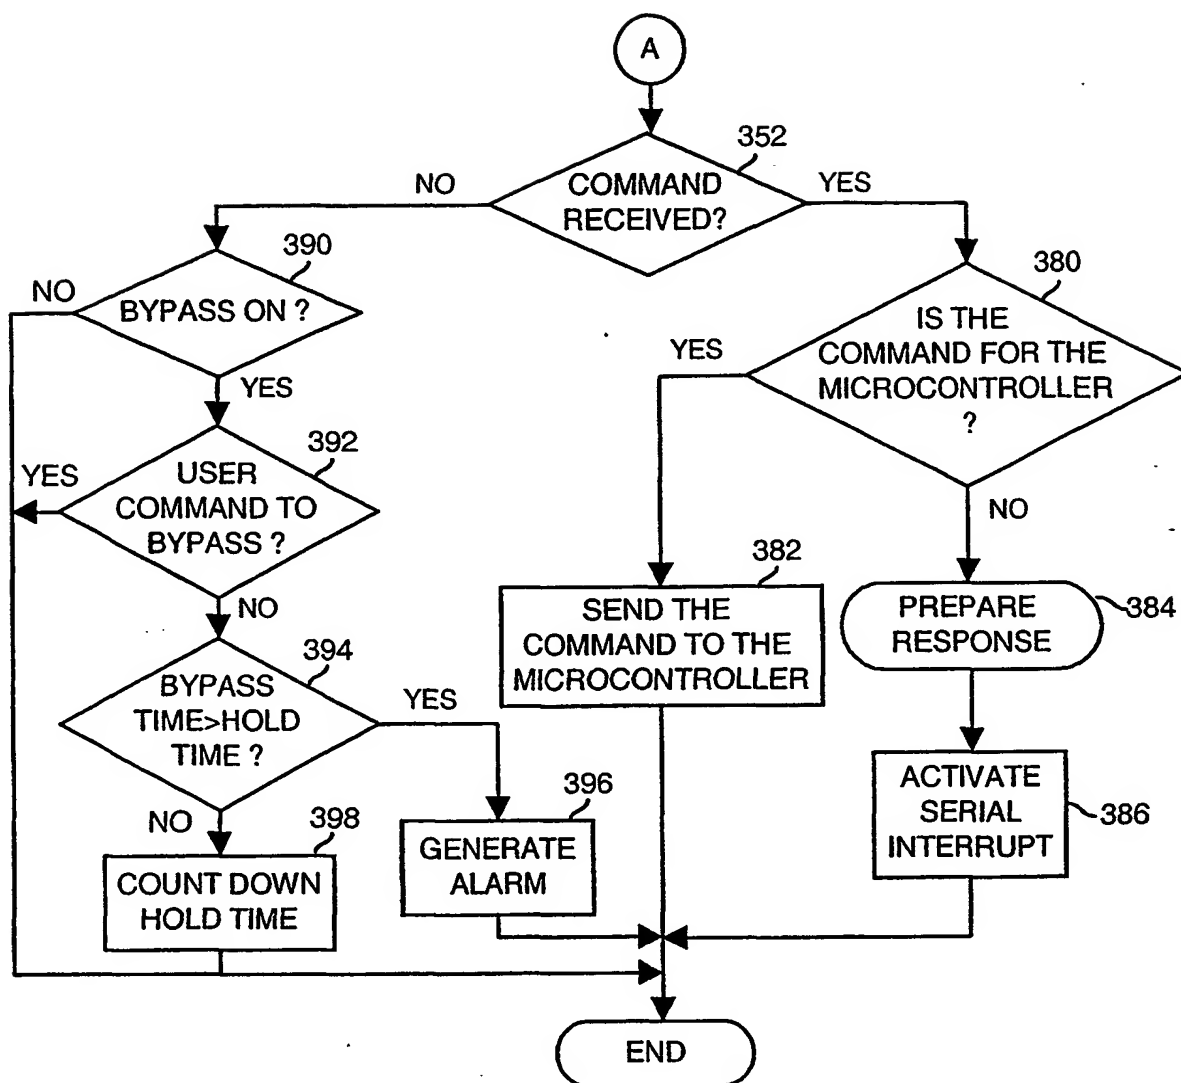 A
352
COMMAND
RECEIVED?
NO
YES
390
BYPASS ON ?
NO
YES
380
IS THE
COMMAND FOR THE
MICROCONTROLLER
?
YES
NO
392
USER
COMMAND TO
BYPASS ?
YES
NO
382
SEND THE
COMMAND TO THE
MICROCONTROLLER
384
PREPARE
RESPONSE
394
BYPASS
TIME>HOLD
TIME ?
YES
NO
386
ACTIVATE
SERIAL
INTERRUPT
396
GENERATE
ALARM
398
COUNT DOWN
HOLD TIME
END